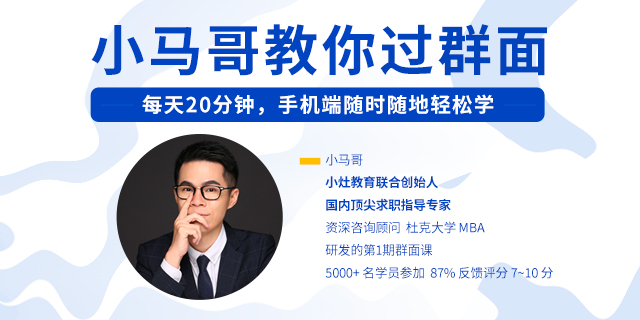 小马哥教你过群面
每天20分钟，手机端随时随地轻松学
小马哥
小灶教育联合创始人
国内顶尖求职指导专家
资深咨询顾问 杜克大学 MBA
研发的第1期群面课
5000+ 名学员参加 87% 反馈评分 7~10 分